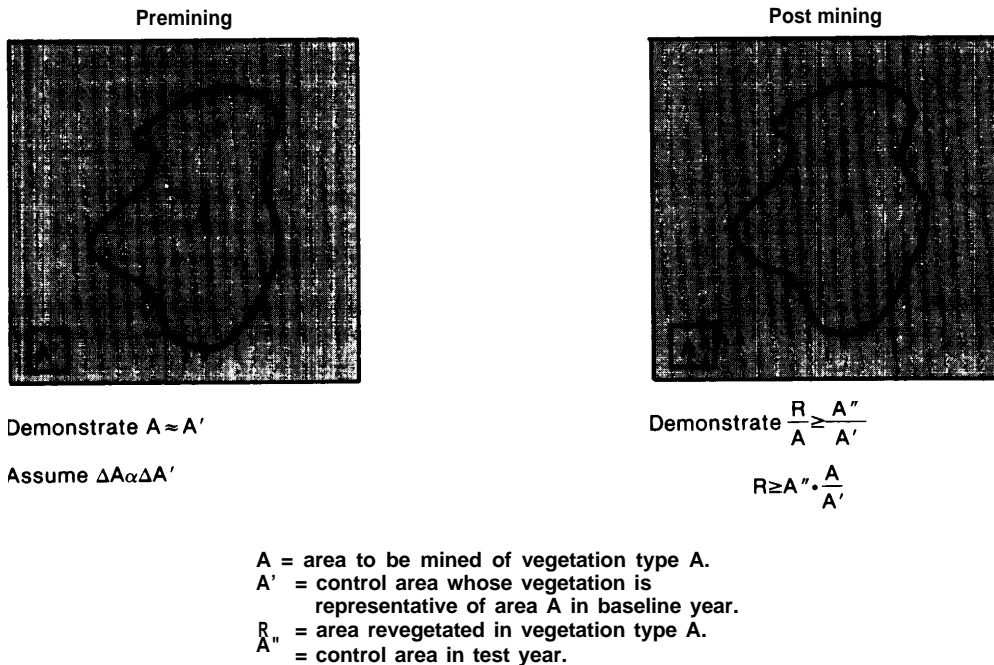 Premining
Post mining
A
A'
Demonstrate A ≈ A′
Assume ΔAαΔA′
Demonstrate R/A ≥ A″/A′
R≥A″•A/A′
A = area to be mined of vegetation type A.
A' = control area whose vegetation is
representative of area A in baseline year.
R = area revegetated in vegetation type A.
A" = control area in test year.